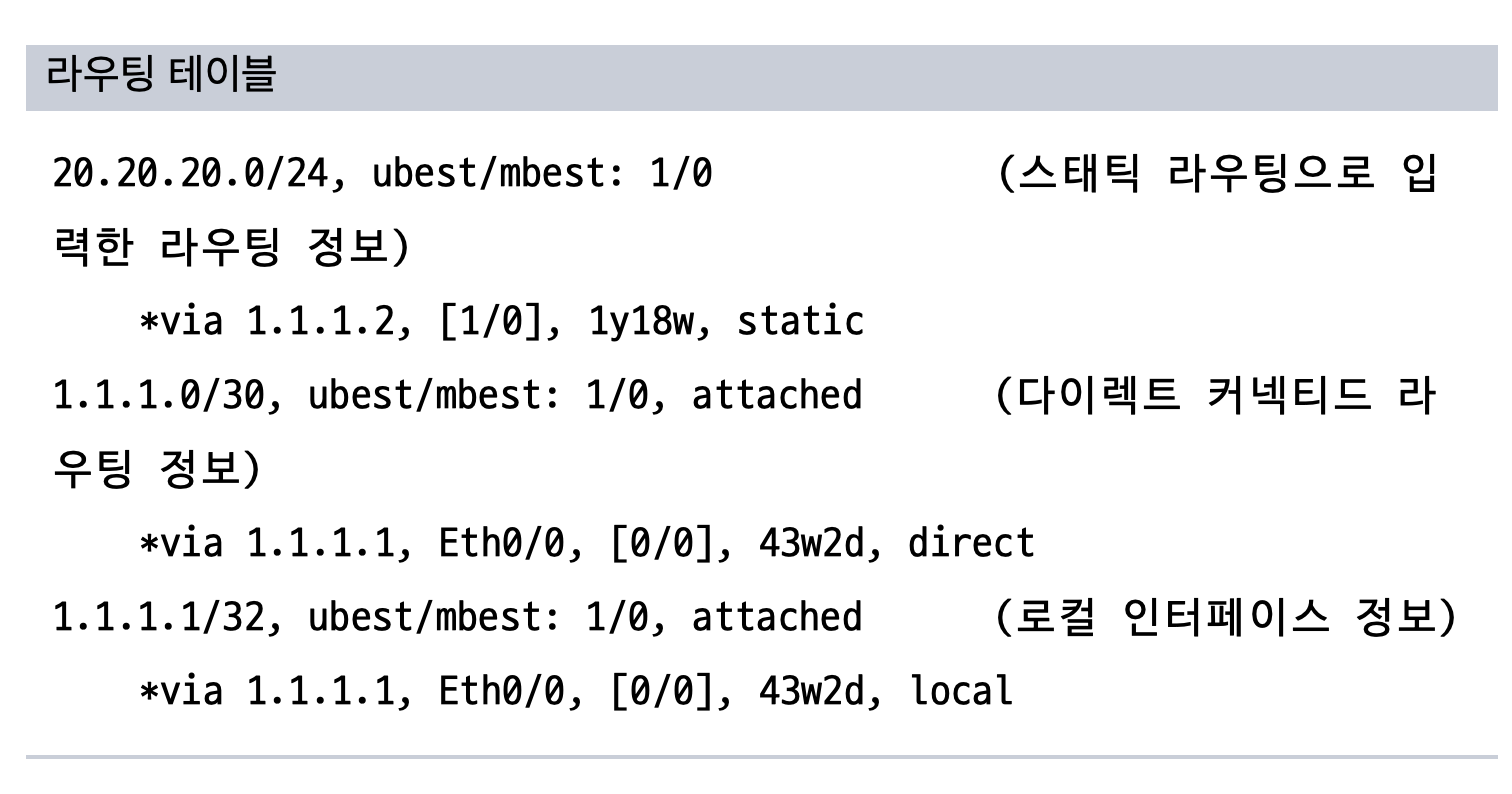 라우팅 테이블
20.20.20.0/24, ubest/mbest: 1/0 (스태틱 라우팅으로 입
력한 라우팅 정보)
*via 1.1.1.2, [1/0], 1y18w, static
1.1.1.0/30, ubest/mbest: 1/0, attached (다이렉트 커넥티드 라
우팅 정보)
*via 1.1.1.1, Eth0/0, [0/0], 43w2d, direct
1.1.1.1/32, ubest/mbest: 1/0, attached (로컬 인터페이스 정보)
*via 1.1.1.1, Eth0/0, [0/0], 43w2d, local